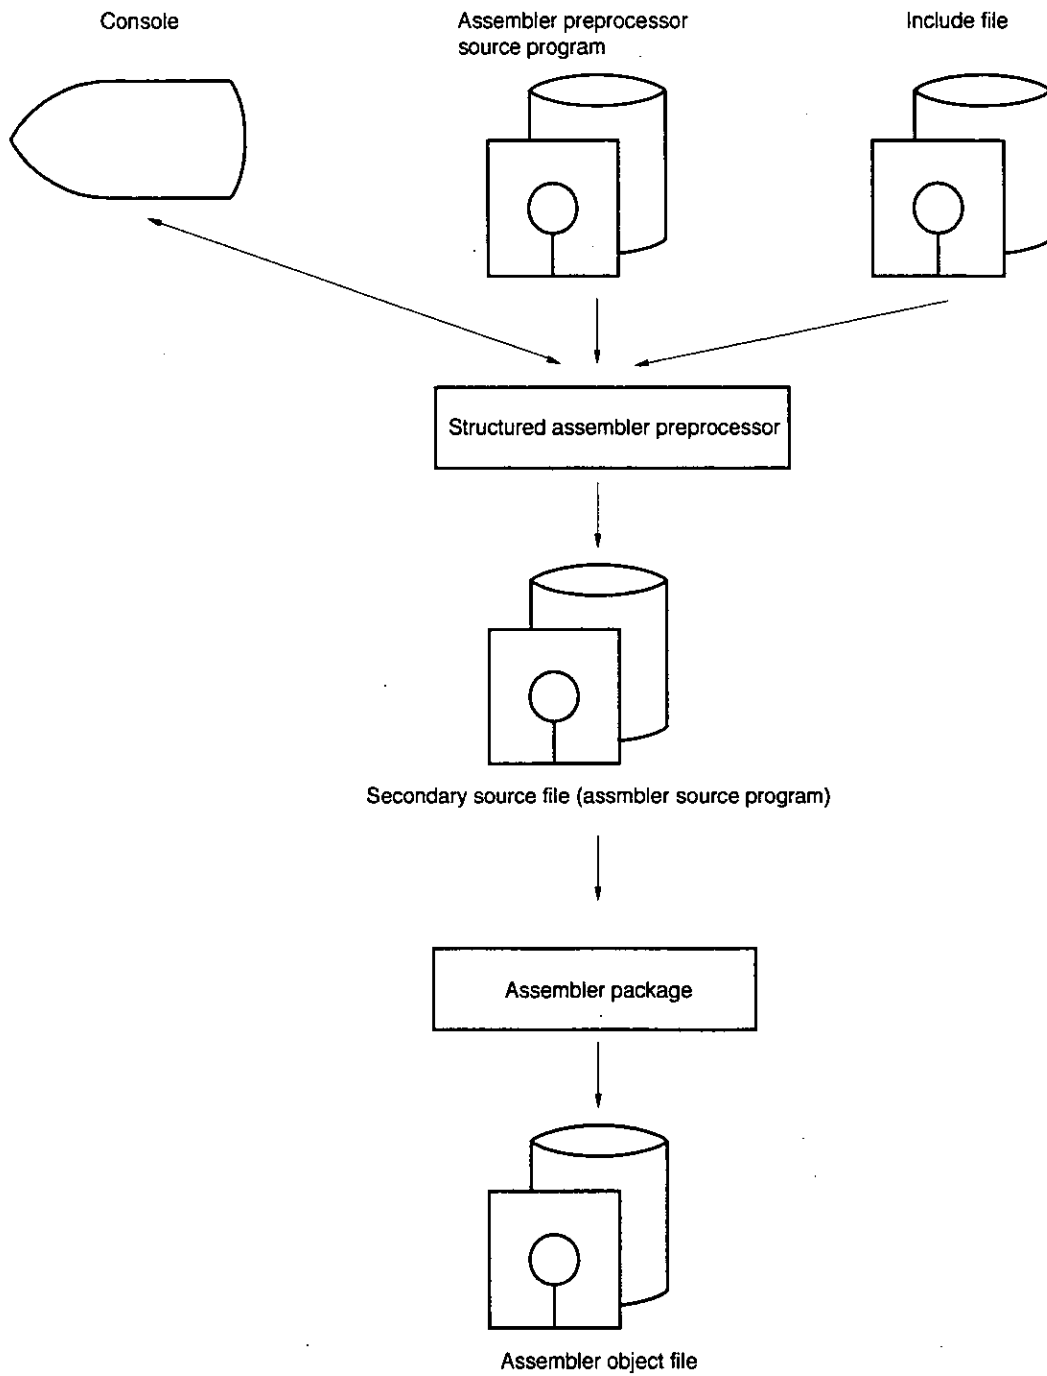 Console
Assembler preprocessor
source program
Include file
Structured assembler preprocessor
Secondary source file (assmbler source program)
Assembler package
Assembler object file